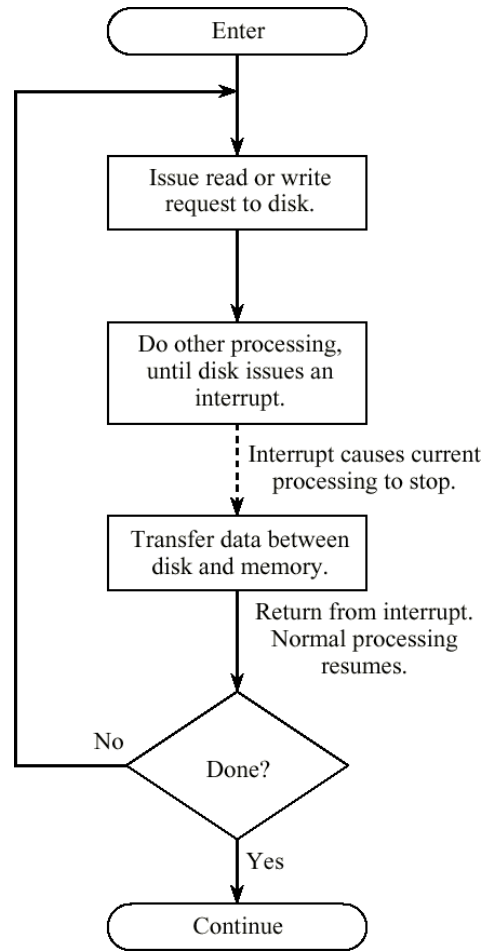 Enter
Issue read or write
request to disk.
Do other processing,
until disk issues an
interrupt.
Interrupt causes current
processing to stop.
Transfer data between
disk and memory.
Return from interrupt.
Normal processing
resumes.
No
Done?
Yes
Continue